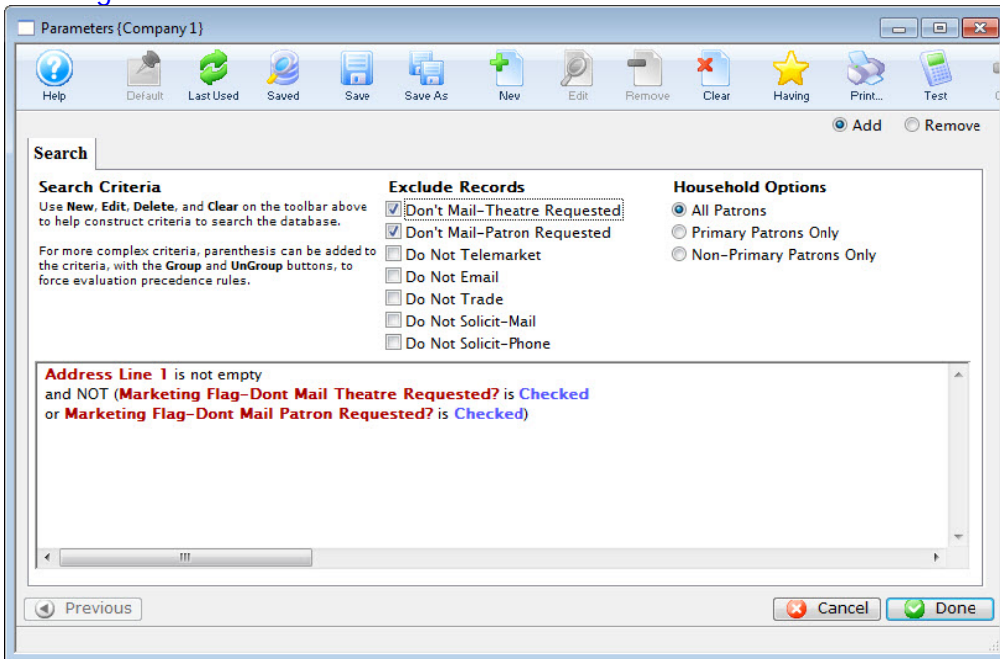 Parameters {Company 1}
Help Default Last Used Saved Save Save As New Edit Remove Clear Having Print... Test
Add Remove
Search
Search Criteria
Use New, Edit, Delete, and Clear on the toolbar above
to help construct criteria to search the database.
For more complex criteria, parenthesis can be added to
the criteria, with the Group and UnGroup buttons, to
force evaluation precedence rules.
Exclude Records
Don't Mail-Theatre Requested
Don't Mail-Patron Requested
Do Not Telemarket
Do Not Email
Do Not Trade
Do Not Solicit-Mail
Do Not Solicit-Phone
Household Options
All Patrons
Primary Patrons Only
Non-Primary Patrons Only
Address Line 1 is not empty
and NOT (Marketing Flag-Dont Mail Theatre Requested? is Checked
or Marketing Flag-Dont Mail Patron Requested? is Checked)
Previous
Cancel Done